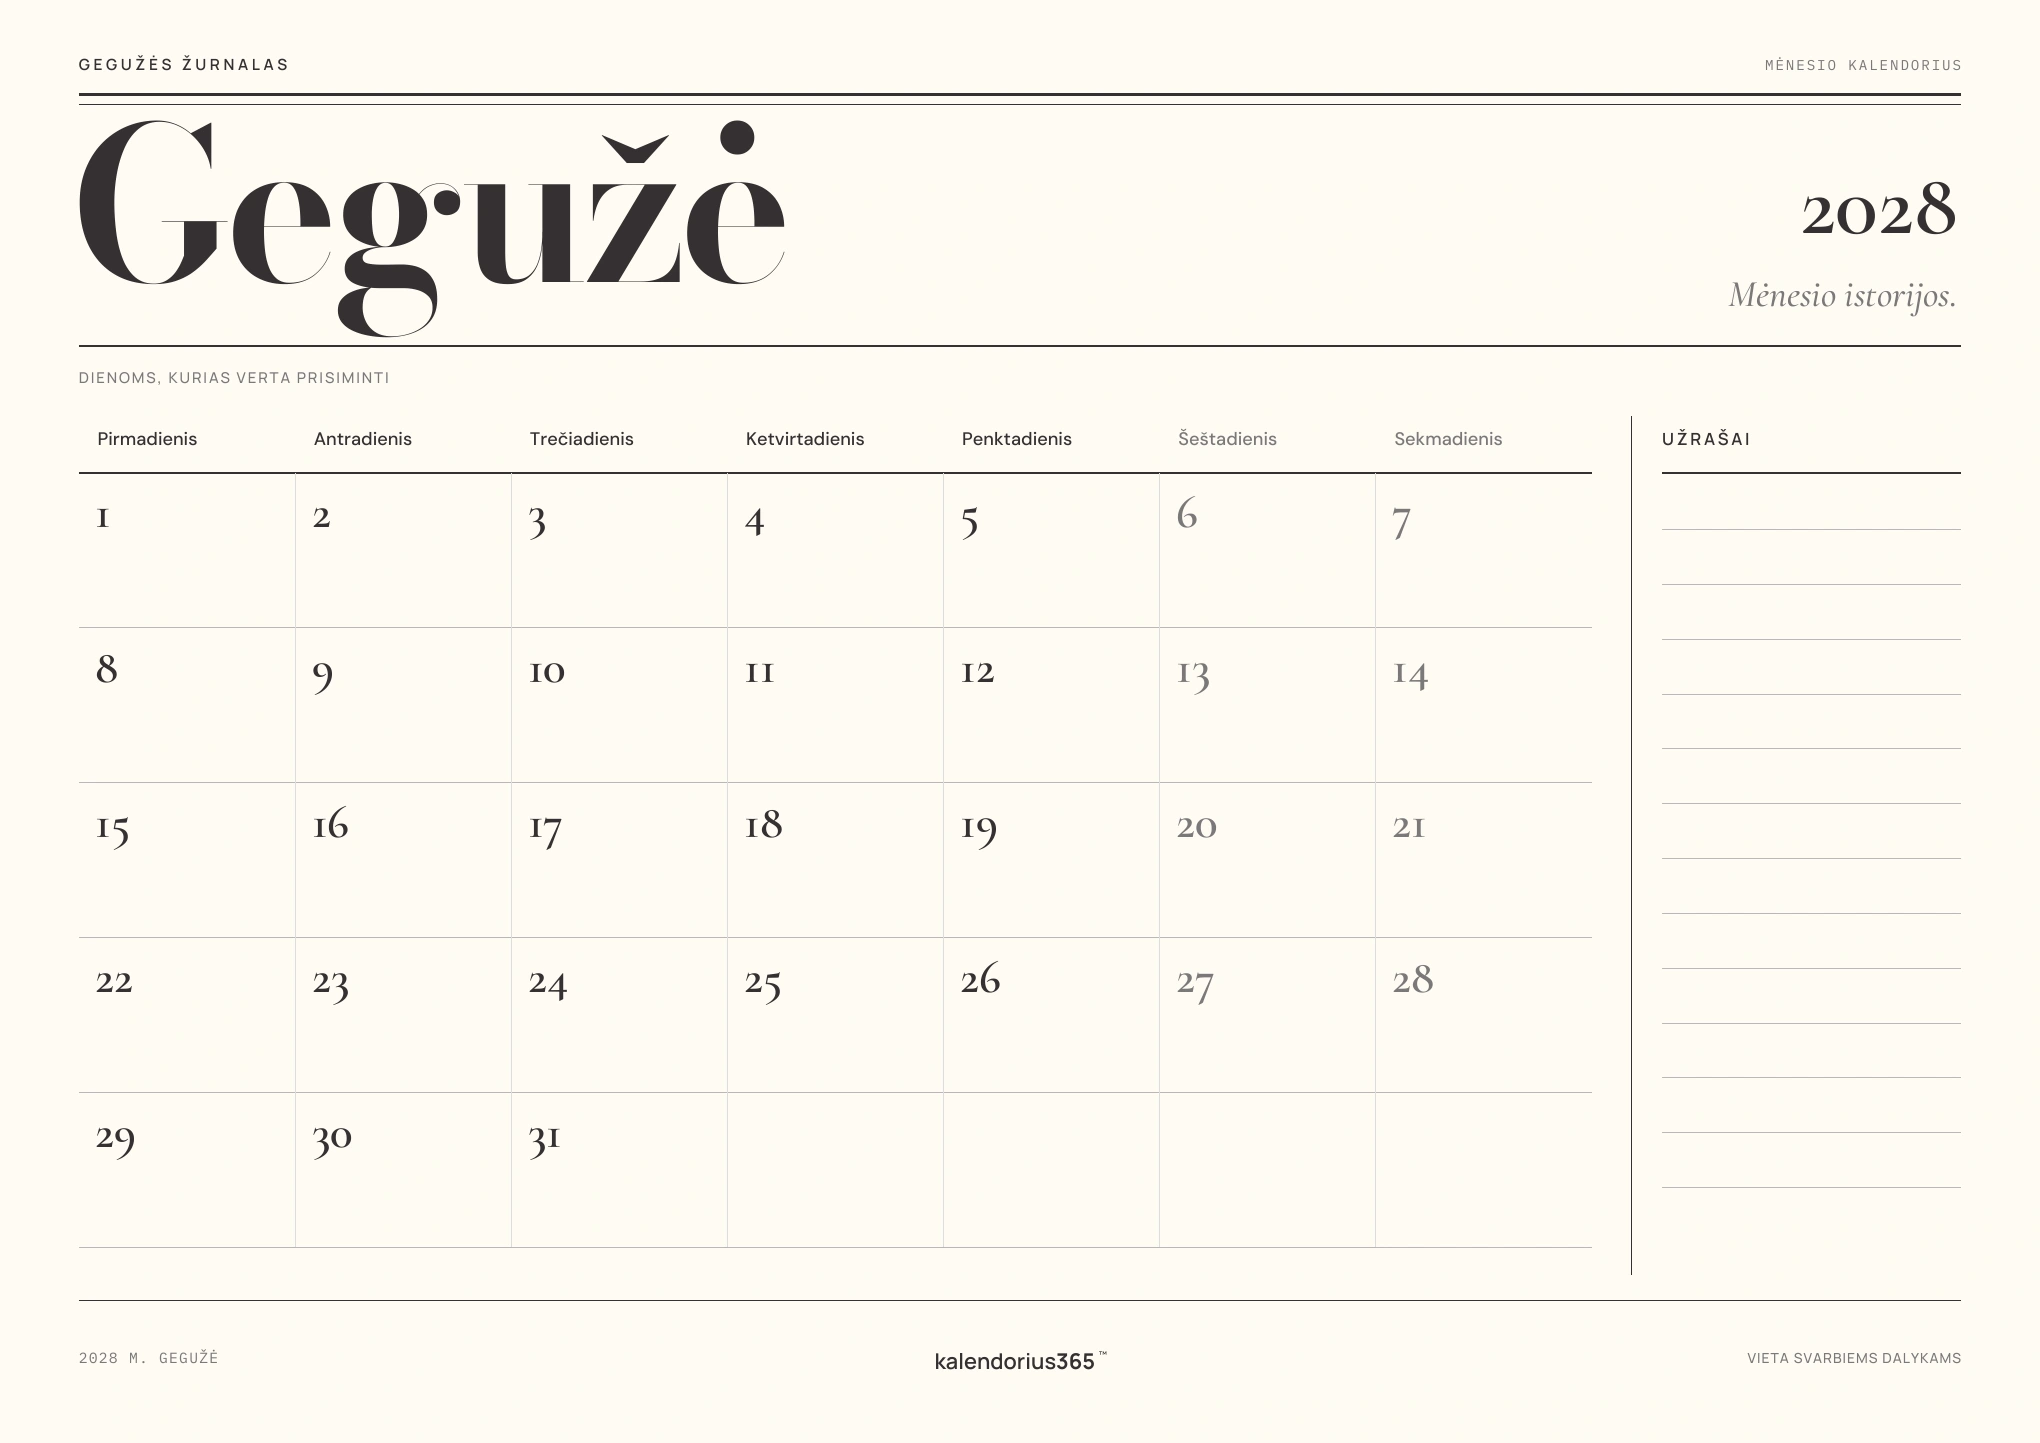 GEGUŽĖS ŽURNALAS
MĖNESIO KALENDORIUS
Gegužė
2028
Mėnesio istorijos.
DIENOMS, KURIAS VERTA PRISIMINTI
Pirmadienis Antradienis Trečiadienis Ketvirtadienis Penktadienis Šeštadienis Sekmadienis
UŽRAŠAI
1 2 3 4 5 6 7
8 9 10 11 12 13 14
15 16 17 18 19 20 21
22 23 24 25 26 27 28
29 30 31
2028 M. GEGUŽĖ
kalendorius365™
VIETA SVARBIEMS DALYKAMS